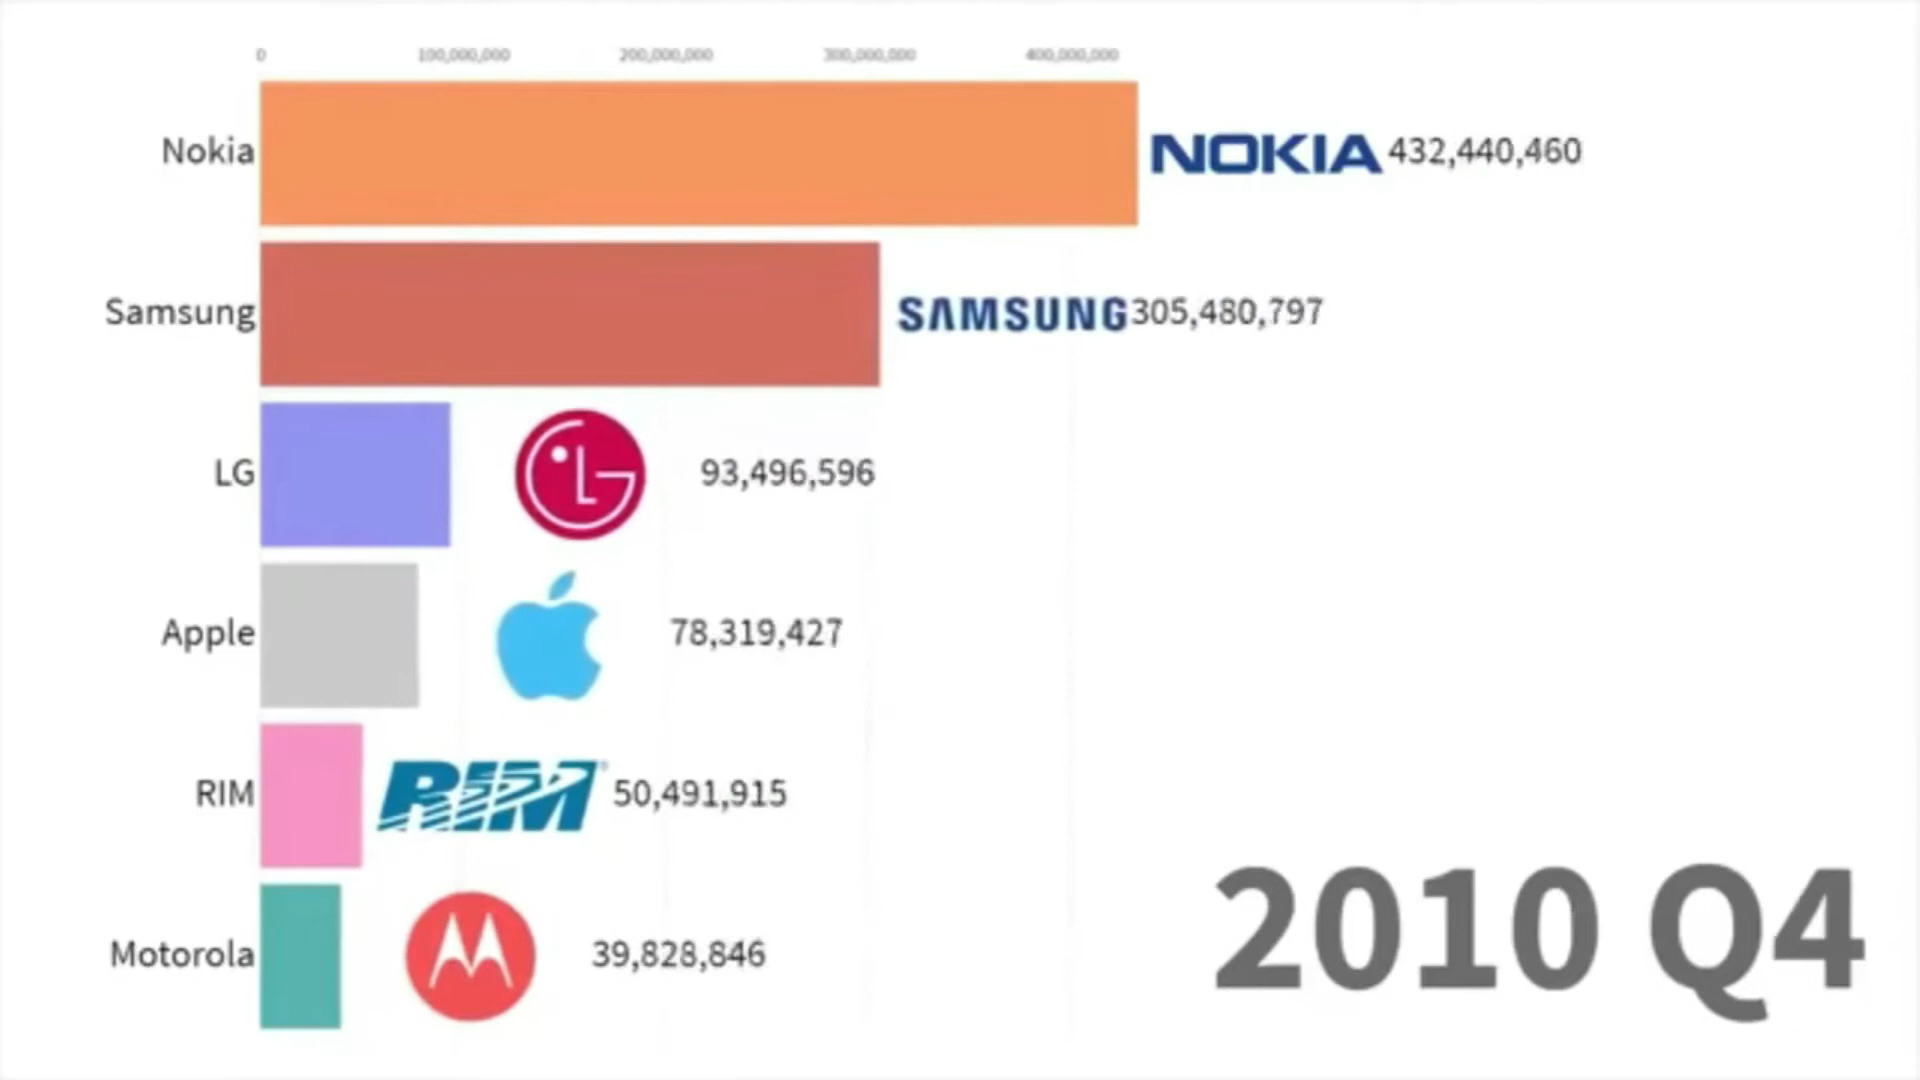 0 100,000,000 200,000,000 300,000,000 400,000,000
Nokia NOKIA 432,440,460
Samsung SAMSUNG 305,480,797
LG LG 93,496,596
Apple 78,319,427
RIM RIM 50,491,915
Motorola 39,828,846
2010 Q4